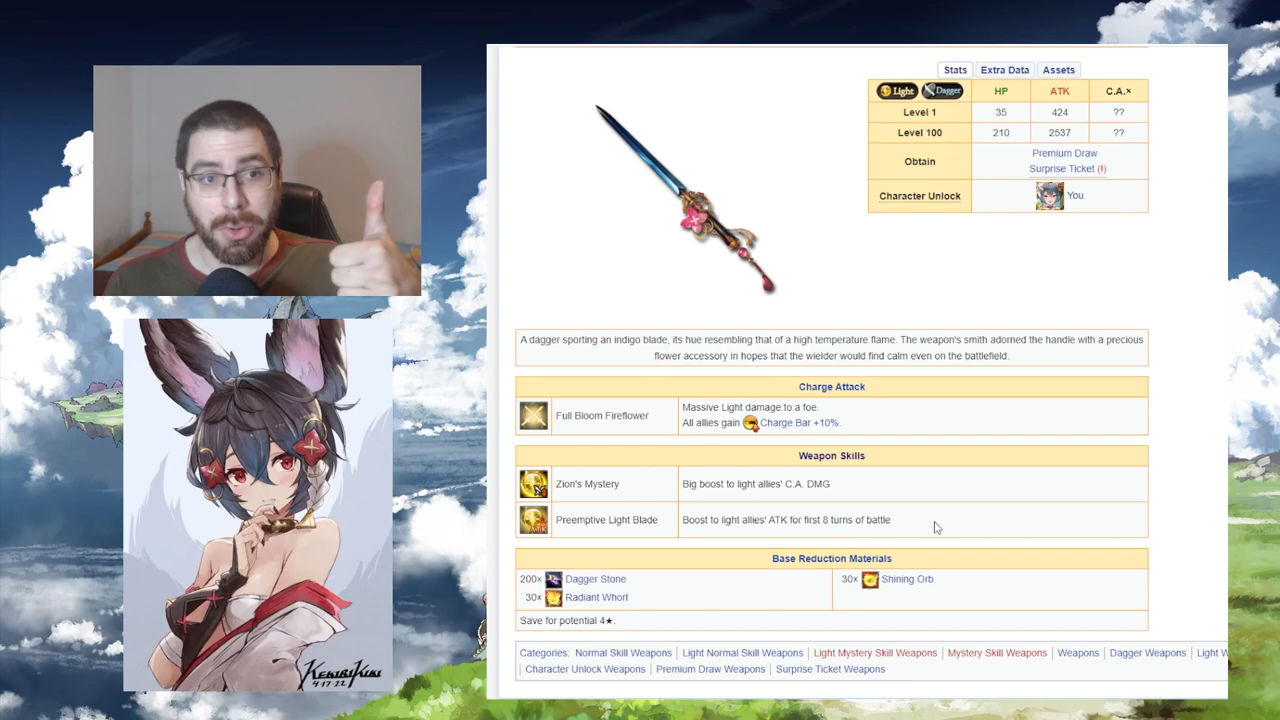 Stats Extra Data Assets
Light Dagger HP ATK C.A.×
Level 1 35 424 ??
Level 100 210 2537 ??
Obtain Premium Draw
Surprise Ticket (!)
Character Unlock You
A dagger sporting an indigo blade, its hue resembling that of a high temperature flame. The weapon's smith adorned the handle with a precious
flower accessory in hopes that the wielder would find calm even on the battlefield.
Charge Attack
Full Bloom Fireflower Massive Light damage to a foe.
All allies gain Charge Bar +10%.
Weapon Skills
Zion's Mystery Big boost to light allies' C.A. DMG
Preemptive Light Blade Boost to light allies' ATK for first 8 turns of battle
Base Reduction Materials
200× Dagger Stone 30× Shining Orb
30× Radiant Whorl
Save for potential 4★.
Categories: Normal Skill Weapons | Light Normal Skill Weapons | Light Mystery Skill Weapons | Mystery Skill Weapons | Weapons | Dagger Weapons | Light W
| Character Unlock Weapons | Premium Draw Weapons | Surprise Ticket Weapons
KEKIRIKIKI
4-17-22